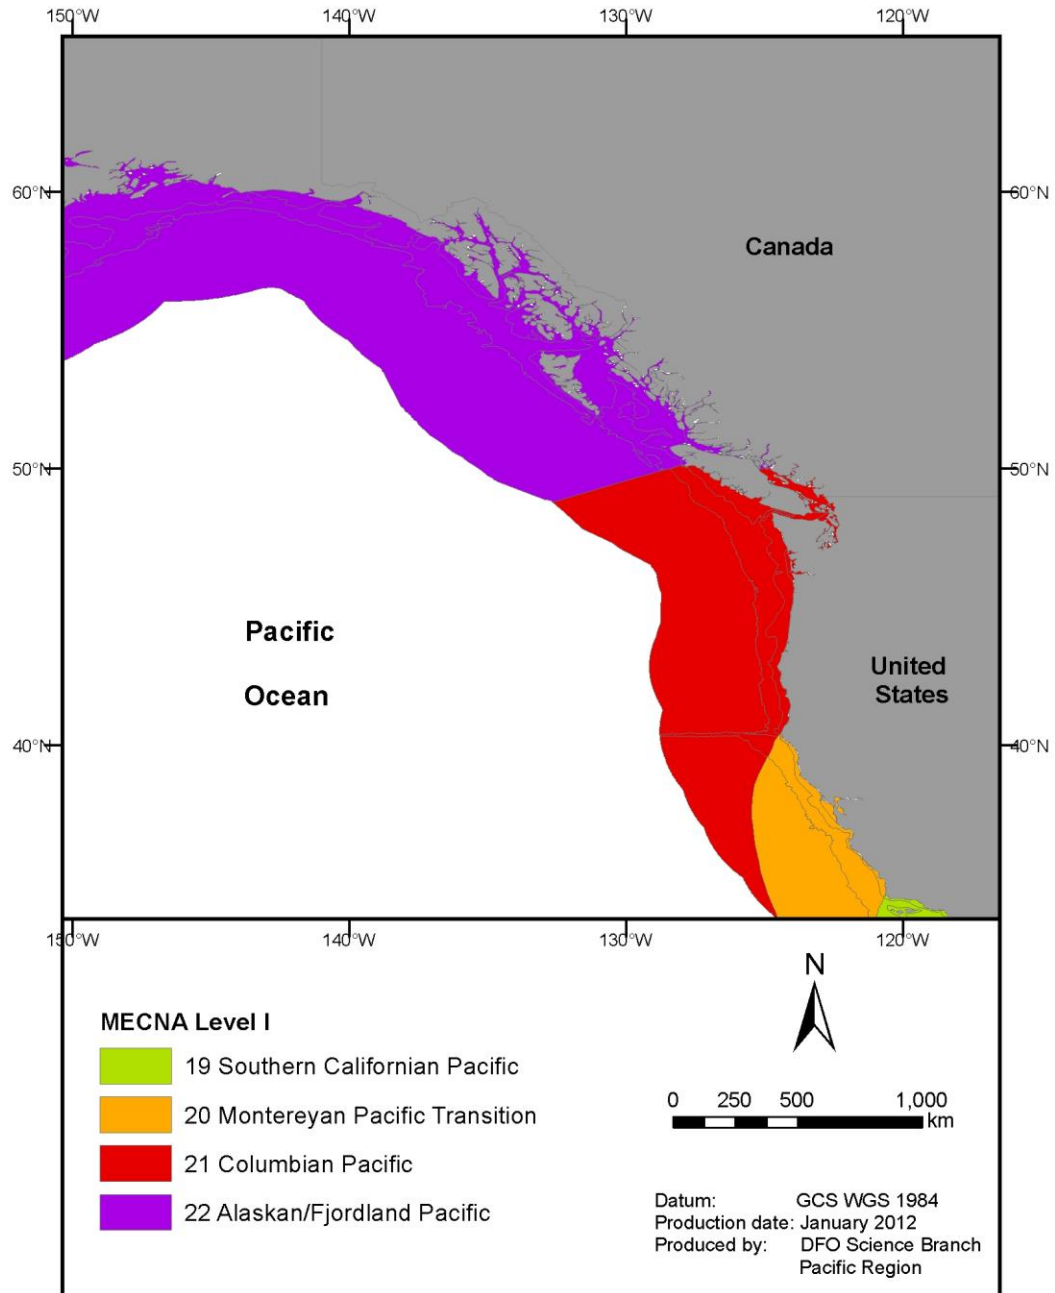 150°W 140°W 130°W 120°W
60°N 60°N
Canada
50°N 50°N
Pacific
Ocean
United
States
40°N 40°N
150°W 140°W 130°W 120°W
N
MECNA Level I
19 Southern Californian Pacific
20 Montereyan Pacific Transition
21 Columbian Pacific
22 Alaskan/Fjordland Pacific
0 250 500 1,000
km
Datum: GCS WGS 1984
Production date: January 2012
Produced by: DFO Science Branch
Pacific Region